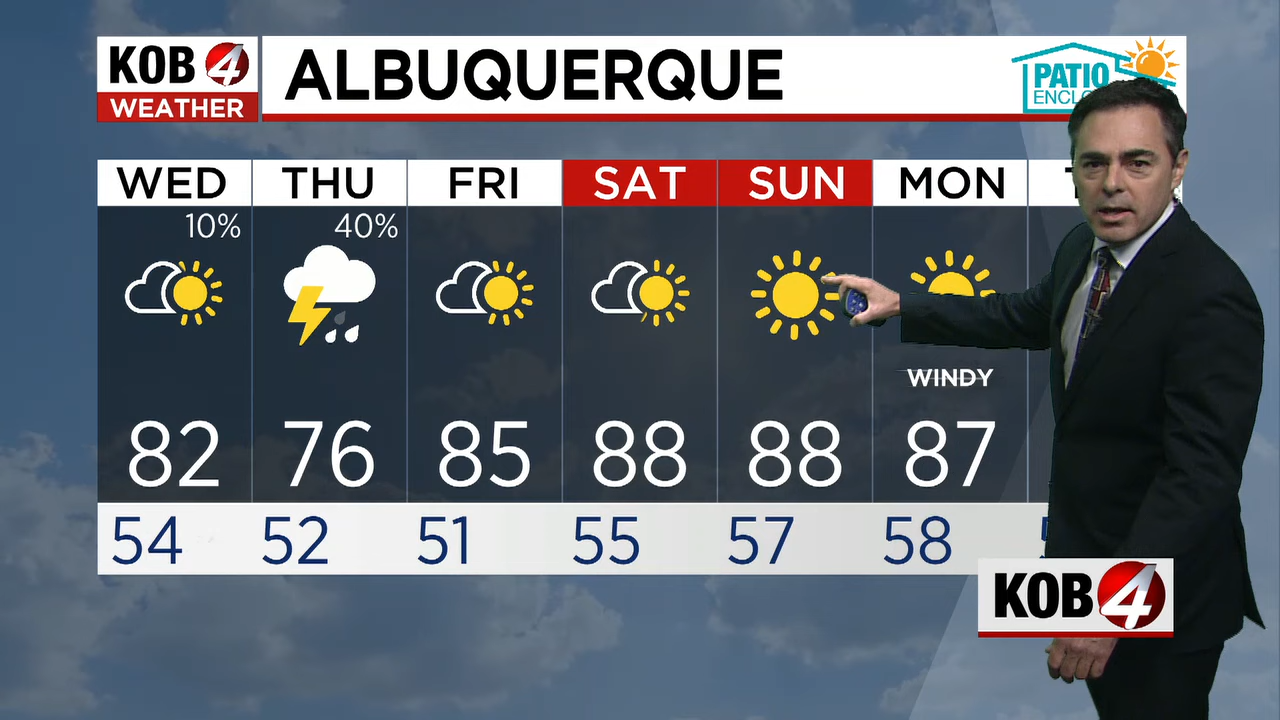 KOB 4
WEATHER
ALBUQUERQUE
PATIO
WED THU FRI SAT SUN MON
10% 40%
WINDY
82 76 85 88 88 87
54 52 51 55 57 58
KOB 4